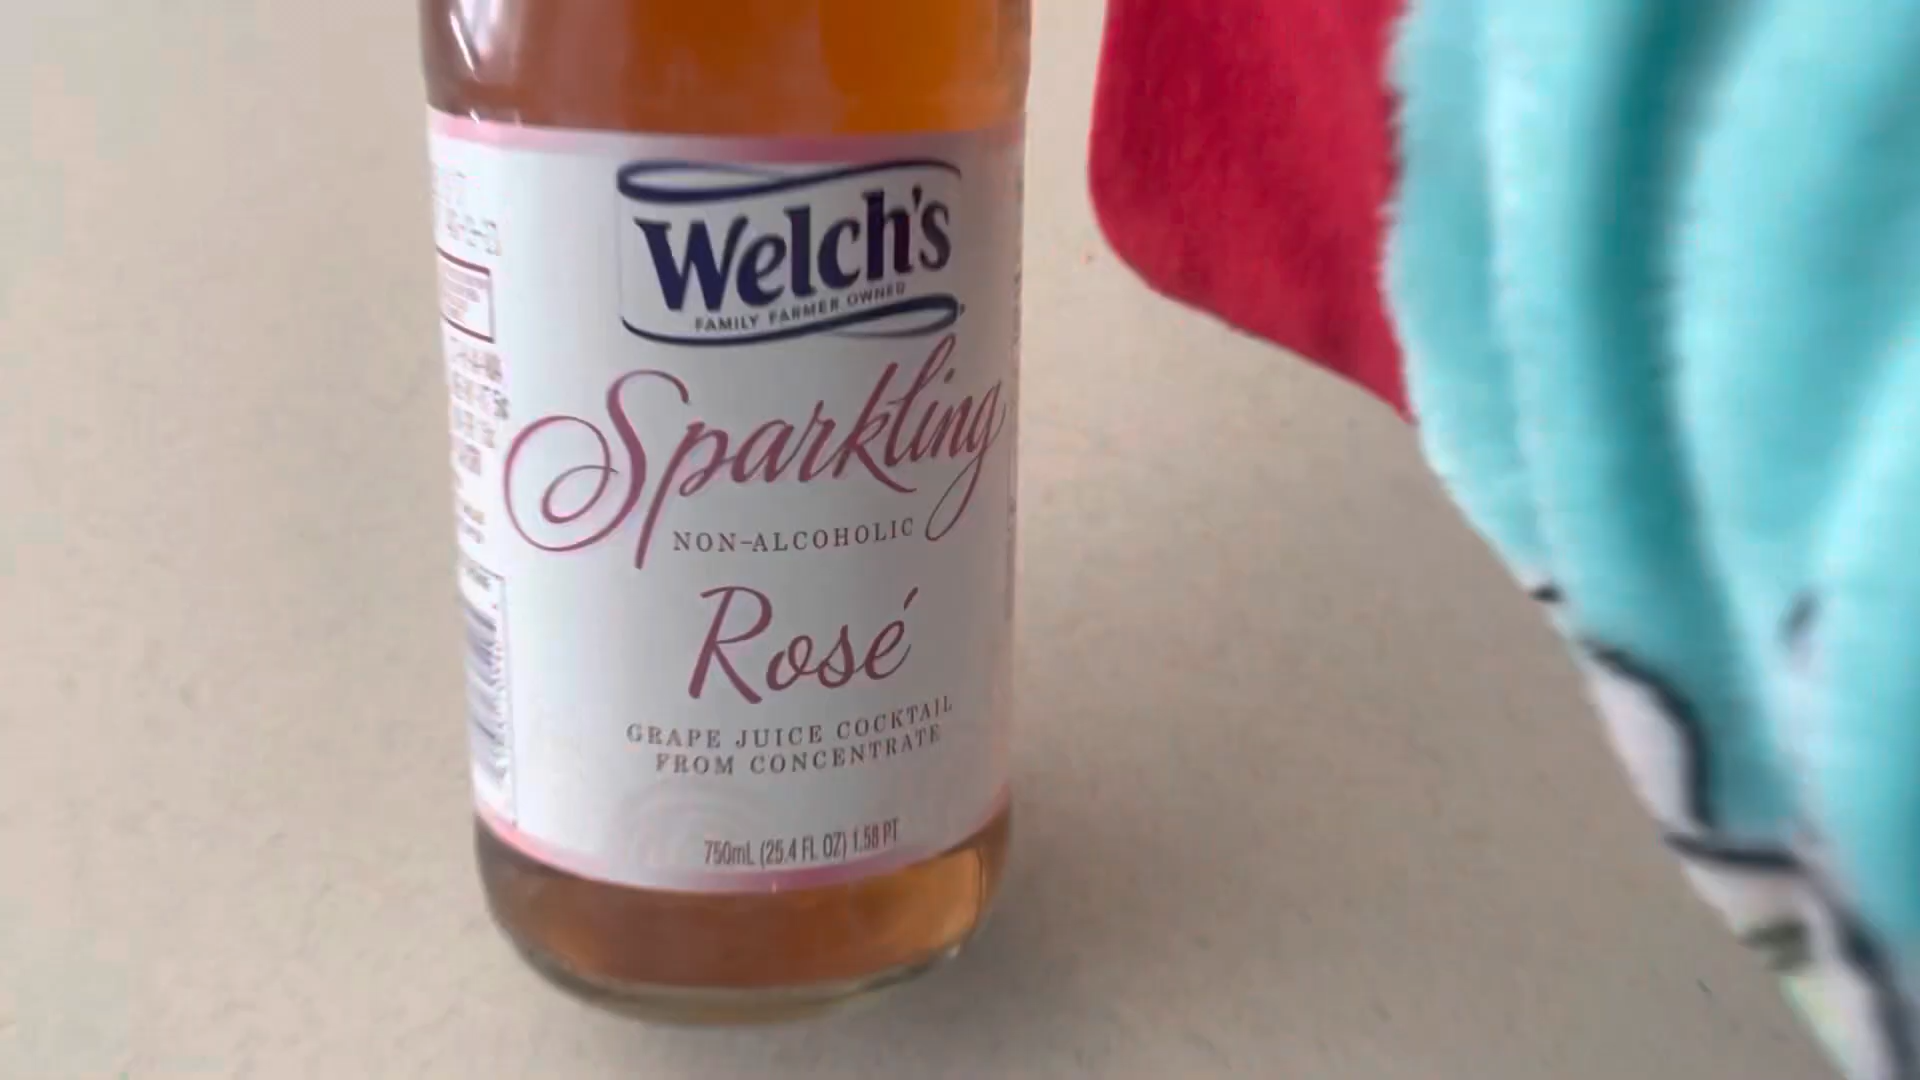 Welch's
FAMILY FARMER OWNED
Sparkling
NON-ALCOHOLIC
Rosé
GRAPE JUICE COCKTAIL
FROM CONCENTRATE
750mL (25.4 FL OZ) 1.58 PT